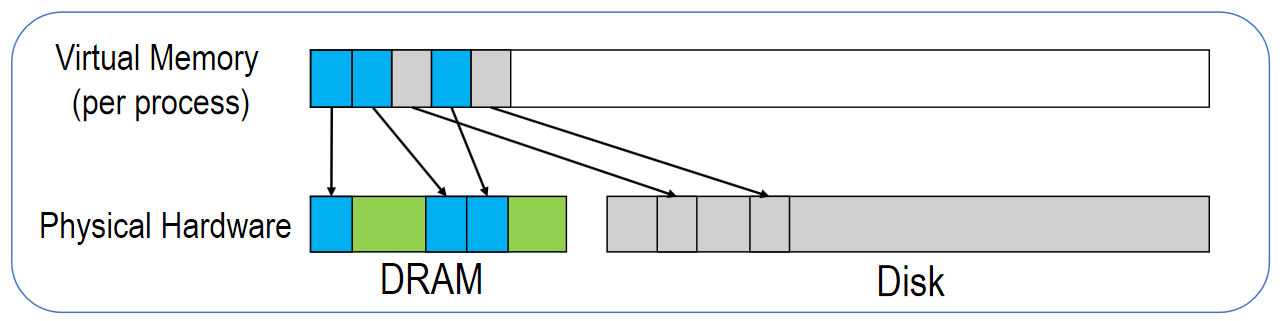 Virtual Memory
(per process)
Physical Hardware
DRAM
Disk